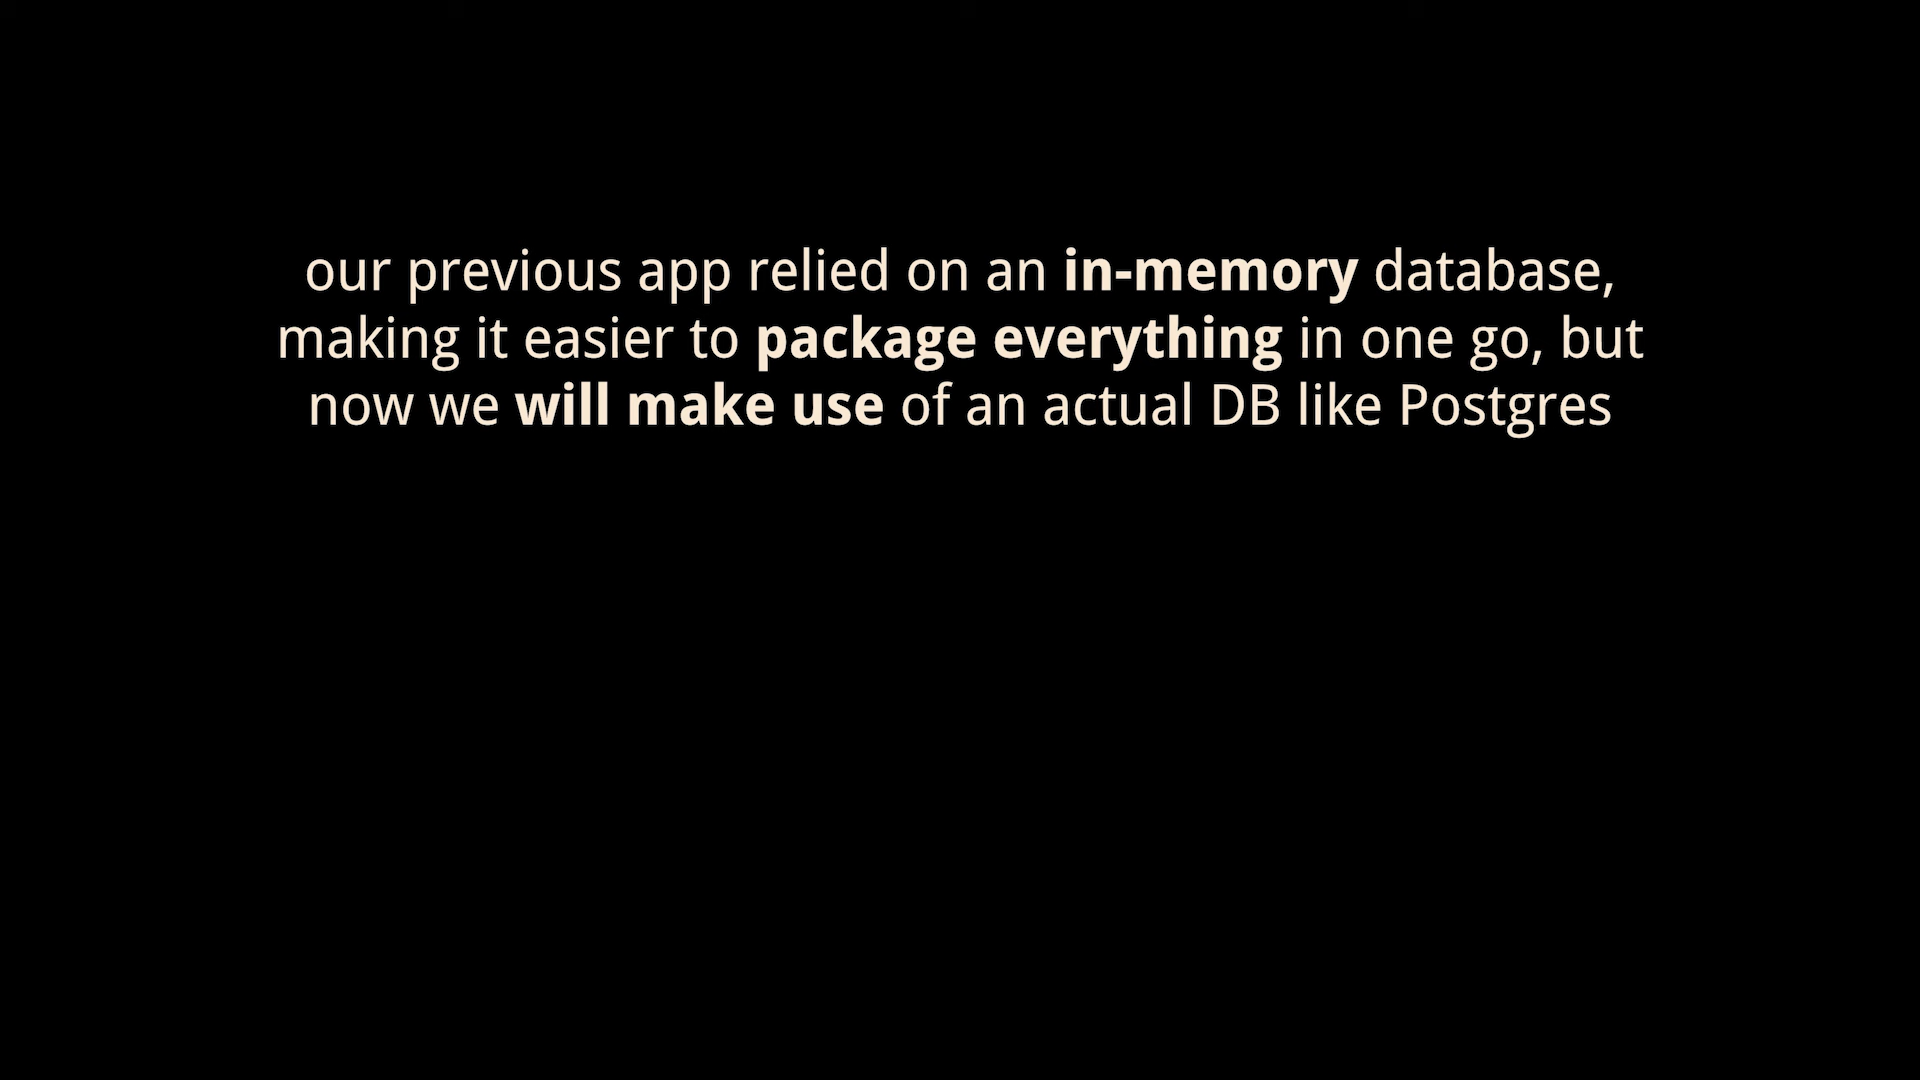 our previous app relied on an in-memory database,
making it easier to package everything in one go, but
now we will make use of an actual DB like Postgres